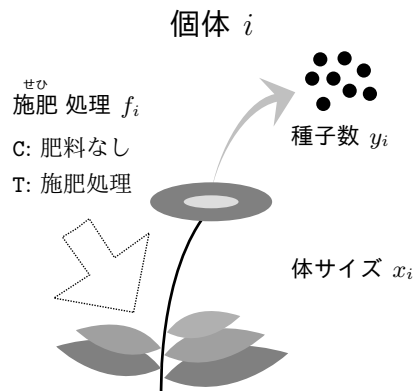 個体 i
せひ
施肥 処理 f_i
C: 肥料なし
T: 施肥処理
種子数 y_i
体サイズ x_i